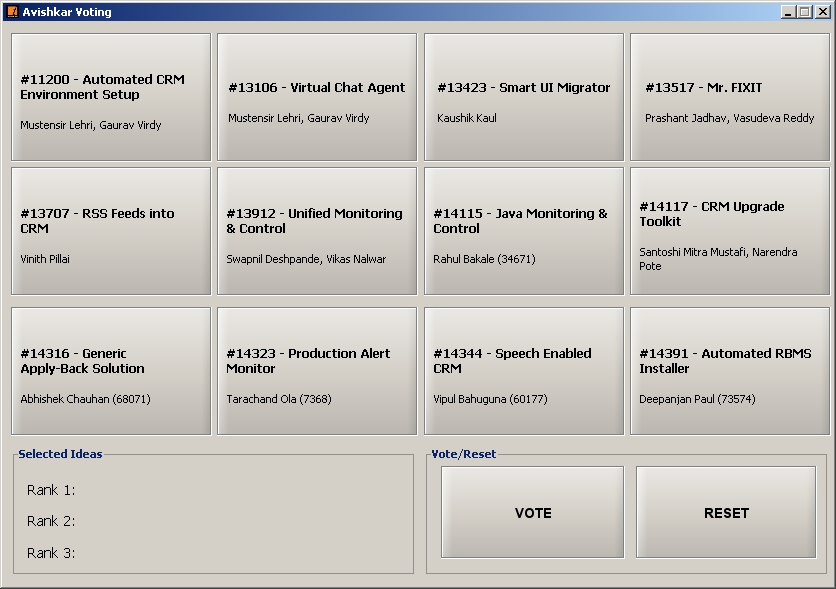 Avishkar Voting
#11200 - Automated CRM
Environment Setup
Mustensir Lehri, Gaurav Virdy
#13106 - Virtual Chat Agent
Mustensir Lehri, Gaurav Virdy
#13423 - Smart UI Migrator
Kaushik Kaul
#13517 - Mr. FIXIT
Prashant Jadhav, Vasudeva Reddy
#13707 - RSS Feeds into
CRM
Vinith Pillai
#13912 - Unified Monitoring
& Control
Swapnil Deshpande, Vikas Nalwar
#14115 - Java Monitoring &
Control
Rahul Bakale (34671)
#14117 - CRM Upgrade
Toolkit
Santoshi Mitra Mustafi, Narendra
Pote
#14316 - Generic
Apply-Back Solution
Abhishek Chauhan (68071)
#14323 - Production Alert
Monitor
Tarachand Ola (7368)
#14344 - Speech Enabled
CRM
Vipul Bahuguna (60177)
#14391 - Automated RBMS
Installer
Deepanjan Paul (73574)
Selected Ideas
Rank 1:
Rank 2:
Rank 3:
Vote/Reset
VOTE
RESET